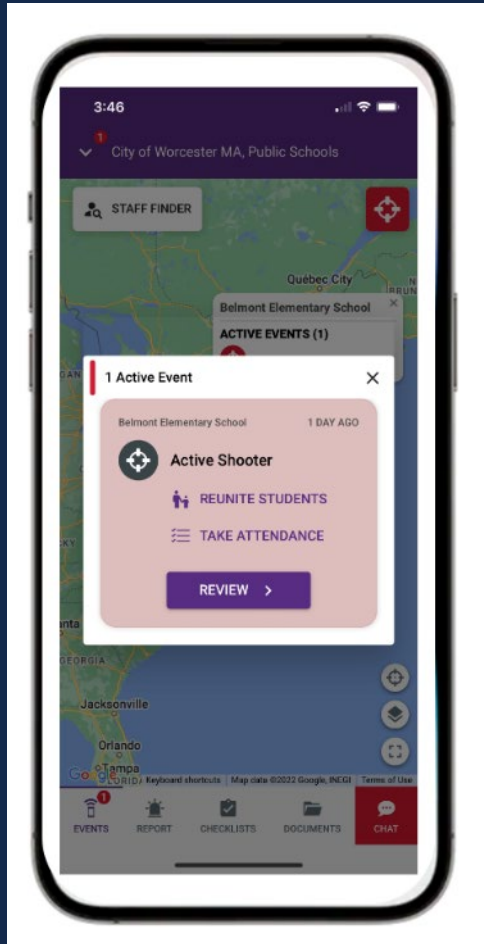 3:46
1
City of Worcester MA, Public Schools
STAFF FINDER
Québec City
Belmont Elementary School
ACTIVE EVENTS (1)
1 Active Event
Belmont Elementary School 1 DAY AGO
Active Shooter
REUNITE STUDENTS
TAKE ATTENDANCE
REVIEW
GEORGIA
Jacksonville
Orlando
Tampa
Google Keyboard shortcuts Map data ©2022 Google, INEGI Terms of Use
1
EVENTS REPORT CHECKLISTS DOCUMENTS CHAT